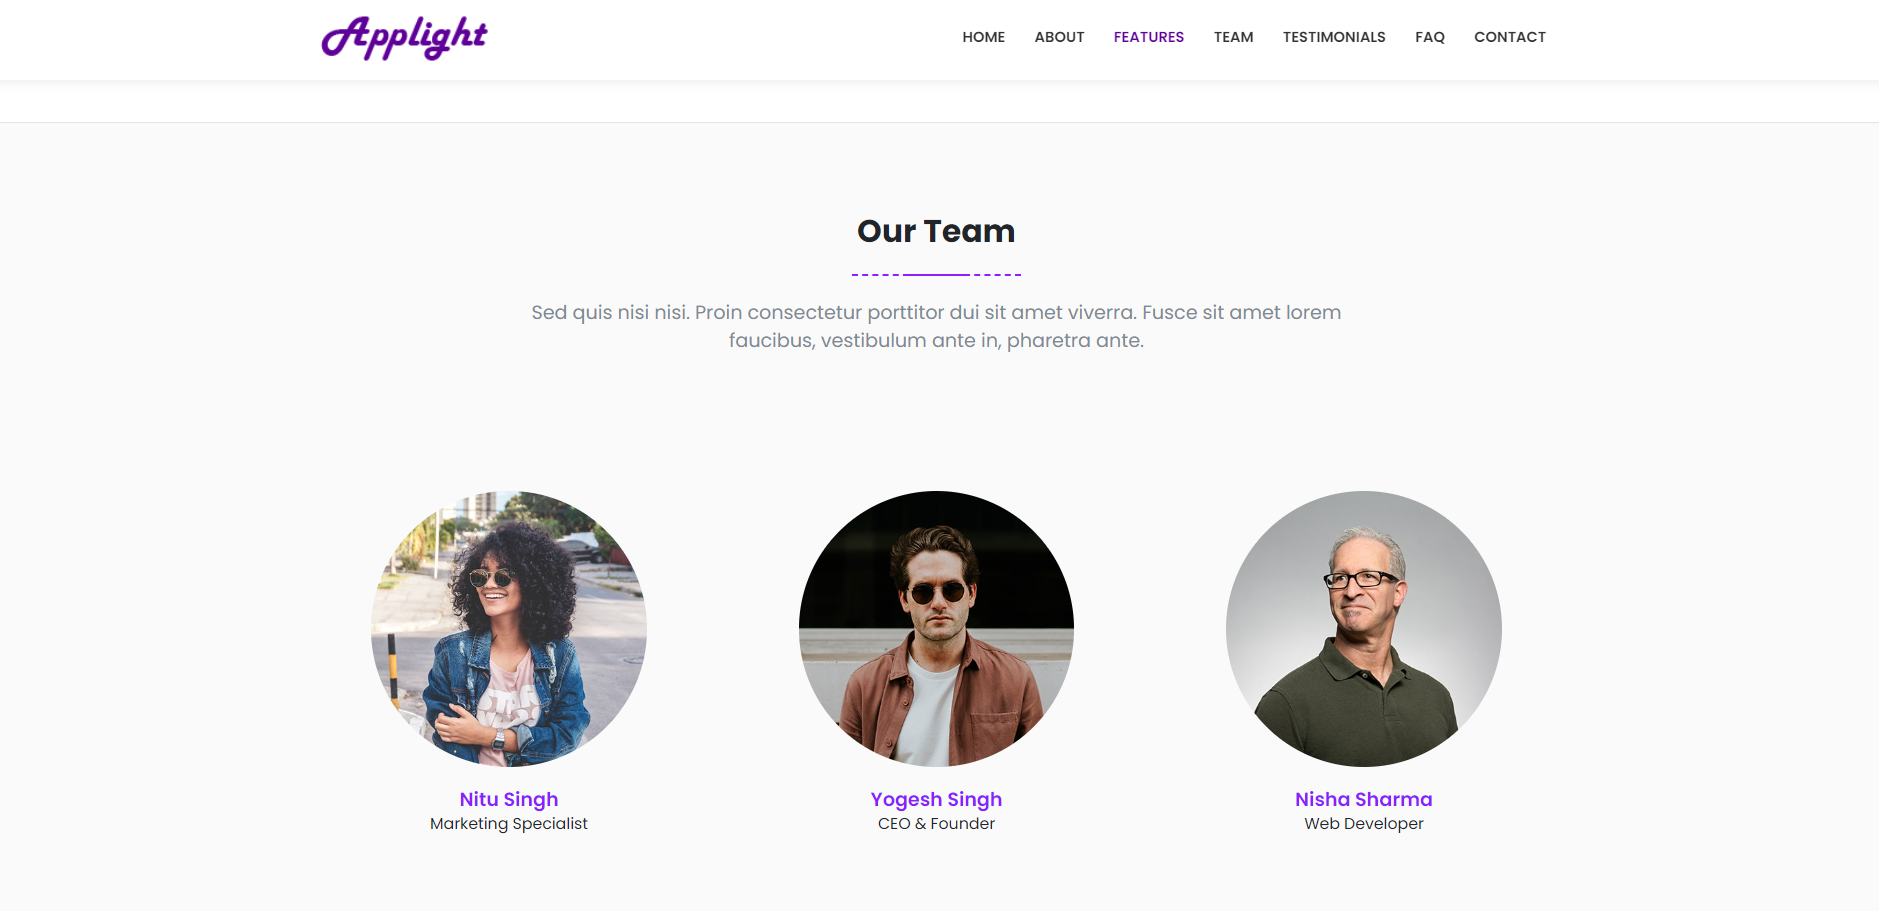 Applight
HOME ABOUT FEATURES TEAM TESTIMONIALS FAQ CONTACT
Our Team
Sed quis nisi nisi. Proin consectetur porttitor dui sit amet viverra. Fusce sit amet lorem
faucibus, vestibulum ante in, pharetra ante.
Nitu Singh
Marketing Specialist
Yogesh Singh
CEO & Founder
Nisha Sharma
Web Developer